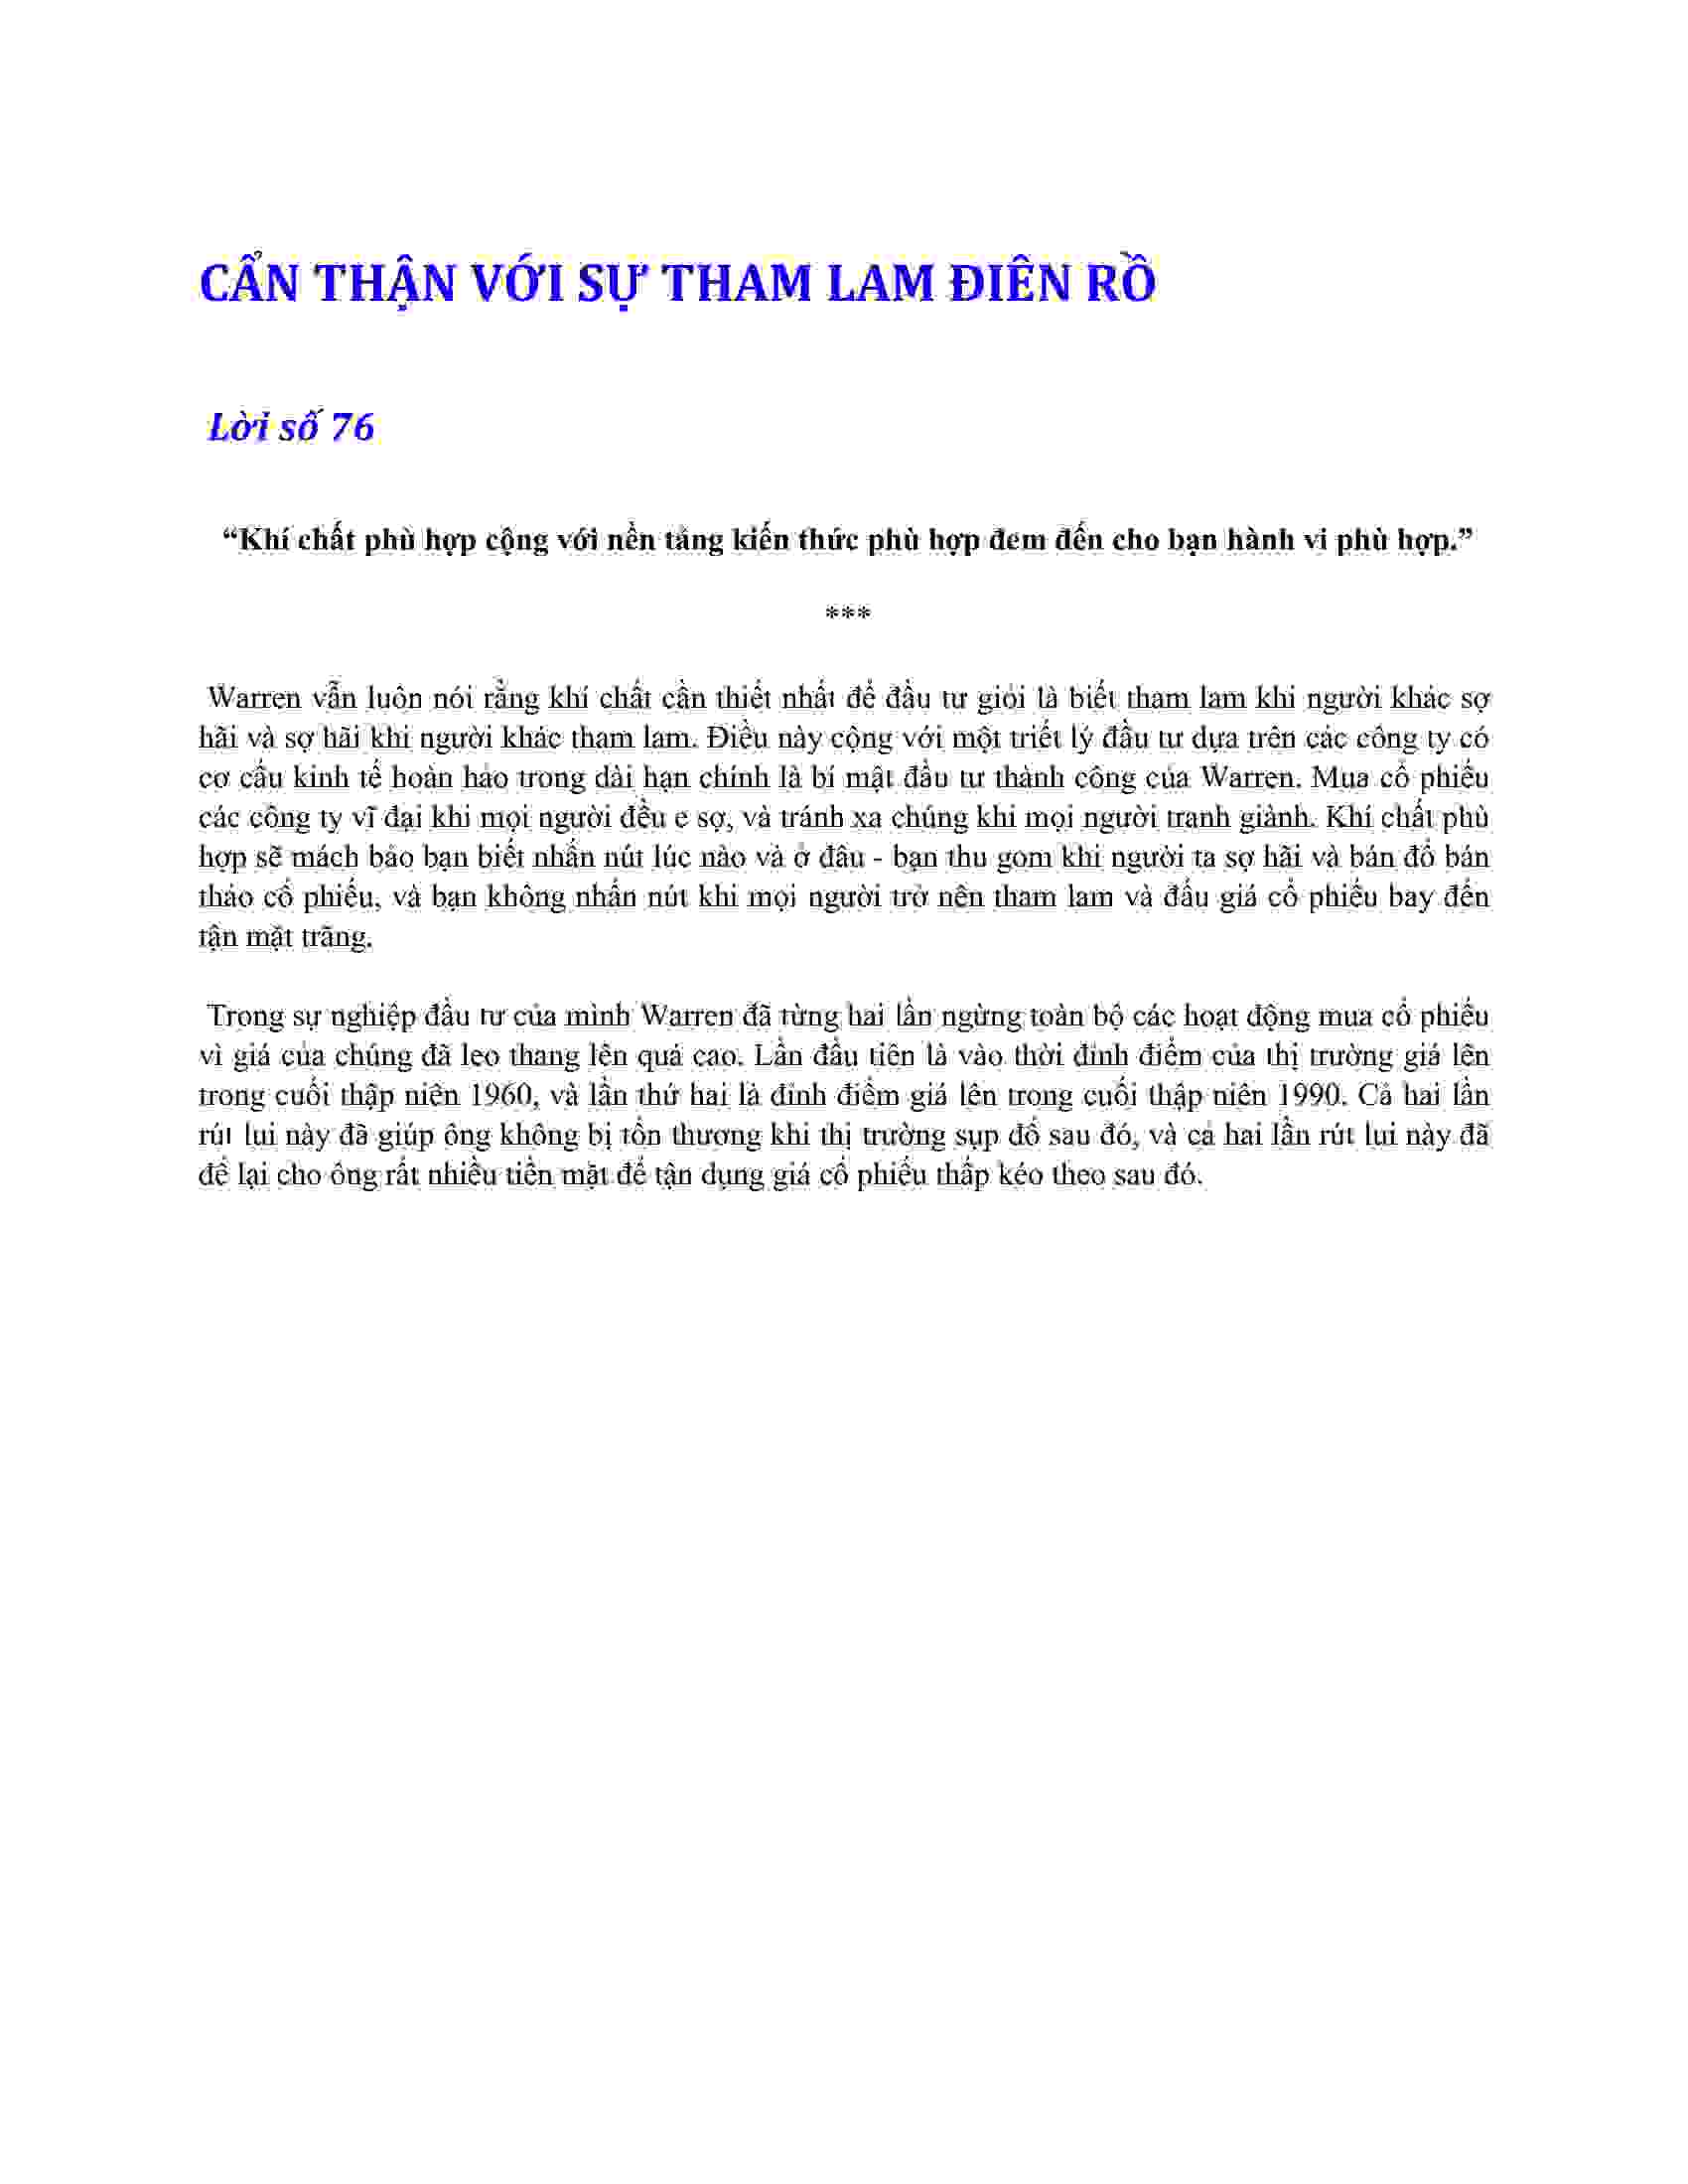 CẨN THẬN VỚI SỰ THAM LAM ĐIÊN RỒ
Lời số 76
“Khí chất phù hợp cộng với nền tảng kiến thức phù hợp đem đến cho bạn hành vi phù hợp.”
***
Warren vẫn luôn nói rằng khí chất cần thiết nhất để đầu tư giỏi là biết tham lam khi người khác sợ
hãi và sợ hãi khi người khác tham lam. Điều này cộng với một triết lý đầu tư dựa trên các công ty có
cơ cấu kinh tế hoàn hảo trong dài hạn chính là bí mật đầu tư thành công của Warren. Mua cổ phiếu
các công ty vĩ đại khi mọi người đều e sợ, và tránh xa chúng khi mọi người tranh giành. Khí chất phù
hợp sẽ mách bảo bạn biết nhấn nút lúc nào và ở đâu - bạn thu gom khi người ta sợ hãi và bán đổ bán
tháo cổ phiếu, và bạn không nhấn nút khi mọi người trở nên tham lam và đấu giá cổ phiếu bay đến
tận mặt trăng.
Trong sự nghiệp đầu tư của mình Warren đã từng hai lần ngừng toàn bộ các hoạt động mua cổ phiếu
vì giá của chúng đã leo thang lên quá cao. Lần đầu tiên là vào thời đỉnh điểm của thị trường giá lên
trong cuối thập niên 1960, và lần thứ hai là đỉnh điểm giá lên trong cuối thập niên 1990. Cả hai lần
rút lui này đã giúp ông không bị tổn thương khi thị trường sụp đổ sau đó, và cả hai lần rút lui này đã
để lại cho ông rất nhiều tiền mặt để tận dụng giá cổ phiếu thấp kéo theo sau đó.